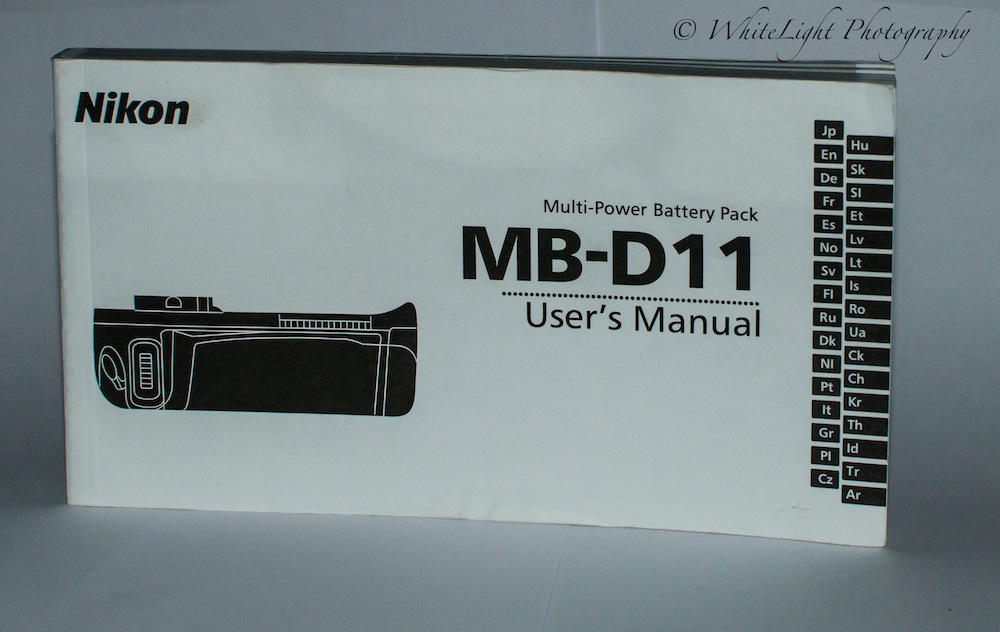 © WhiteLight Photography
Nikon
Multi-Power Battery Pack
MB-D11
User's Manual
Jp
En
De
Fr
Es
No
Sv
FI
Ru
Dk
Nl
Pt
It
Gr
Pl
Cz
Hu
Sk
Sl
Et
Lv
Lt
Is
Ro
Ua
Ck
Ch
Kr
Th
Id
Tr
Ar